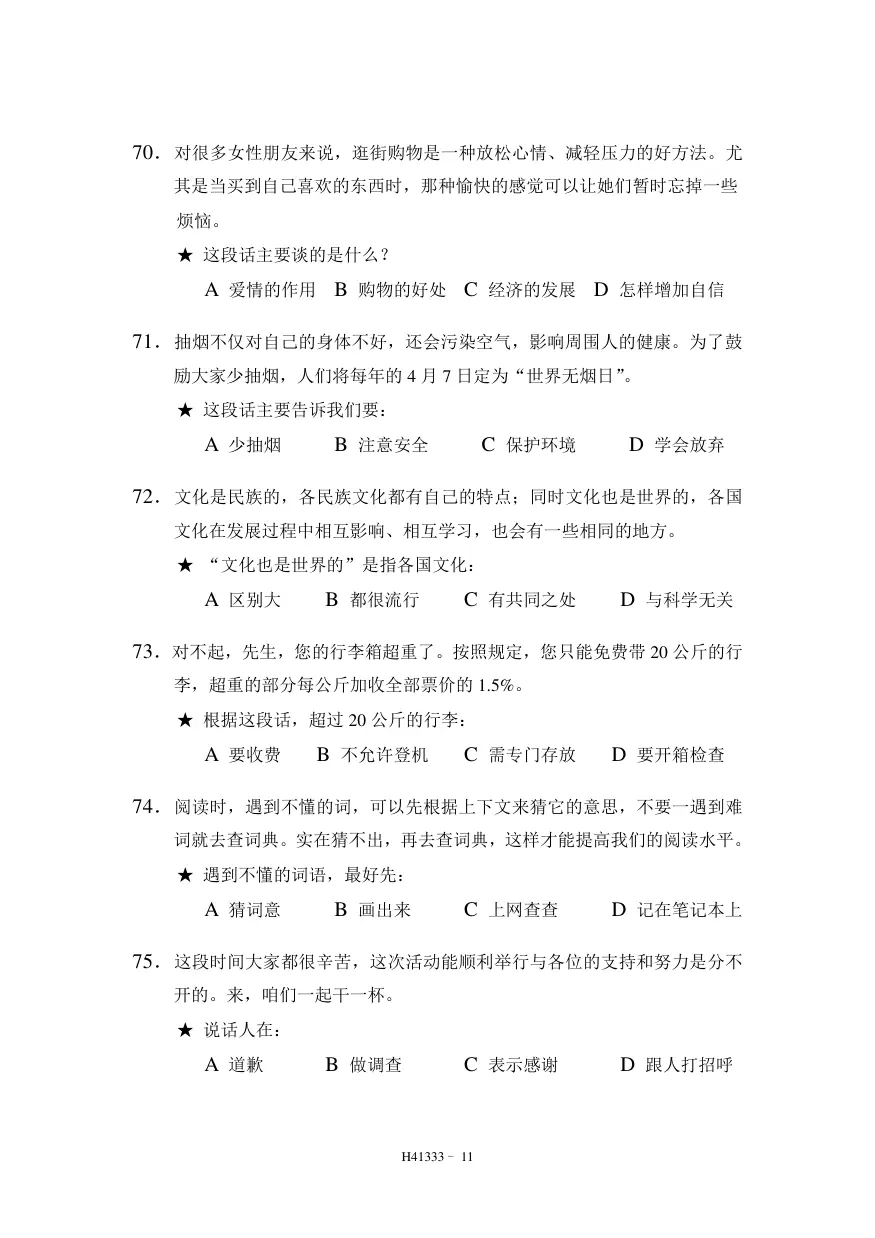 70．对很多女性朋友来说，逛街购物是一种放松心情、减轻压力的好方法。尤
其是当买到自己喜欢的东西时，那种愉快的感觉可以让她们暂时忘掉一些
烦恼。
★ 这段话主要谈的是什么？
A 爱情的作用 B 购物的好处 C 经济的发展 D 怎样增加自信
71．抽烟不仅对自己的身体不好，还会污染空气，影响周围人的健康。为了鼓
励大家少抽烟，人们将每年的 4 月 7 日定为“世界无烟日”。
★ 这段话主要告诉我们要：
A 少抽烟 B 注意安全 C 保护环境 D 学会放弃
72．文化是民族的，各民族文化都有自己的特点；同时文化也是世界的，各国
文化在发展过程中相互影响、相互学习，也会有一些相同的地方。
★ “文化也是世界的”是指各国文化：
A 区别大 B 都很流行 C 有共同之处 D 与科学无关
73．对不起，先生，您的行李箱超重了。按照规定，您只能免费带 20 公斤的行
李，超重的部分每公斤加收全部票价的 1.5%。
★ 根据这段话，超过 20 公斤的行李：
A 要收费 B 不允许登机 C 需专门存放 D 要开箱检查
74．阅读时，遇到不懂的词，可以先根据上下文来猜它的意思，不要一遇到难
词就去查词典。实在猜不出，再去查词典，这样才能提高我们的阅读水平。
★ 遇到不懂的词语，最好先：
A 猜词意 B 画出来 C 上网查查 D 记在笔记本上
75．这段时间大家都很辛苦，这次活动能顺利举行与各位的支持和努力是分不
开的。来，咱们一起干一杯。
★ 说话人在：
A 道歉 B 做调查 C 表示感谢 D 跟人打招呼
H41333－ 11